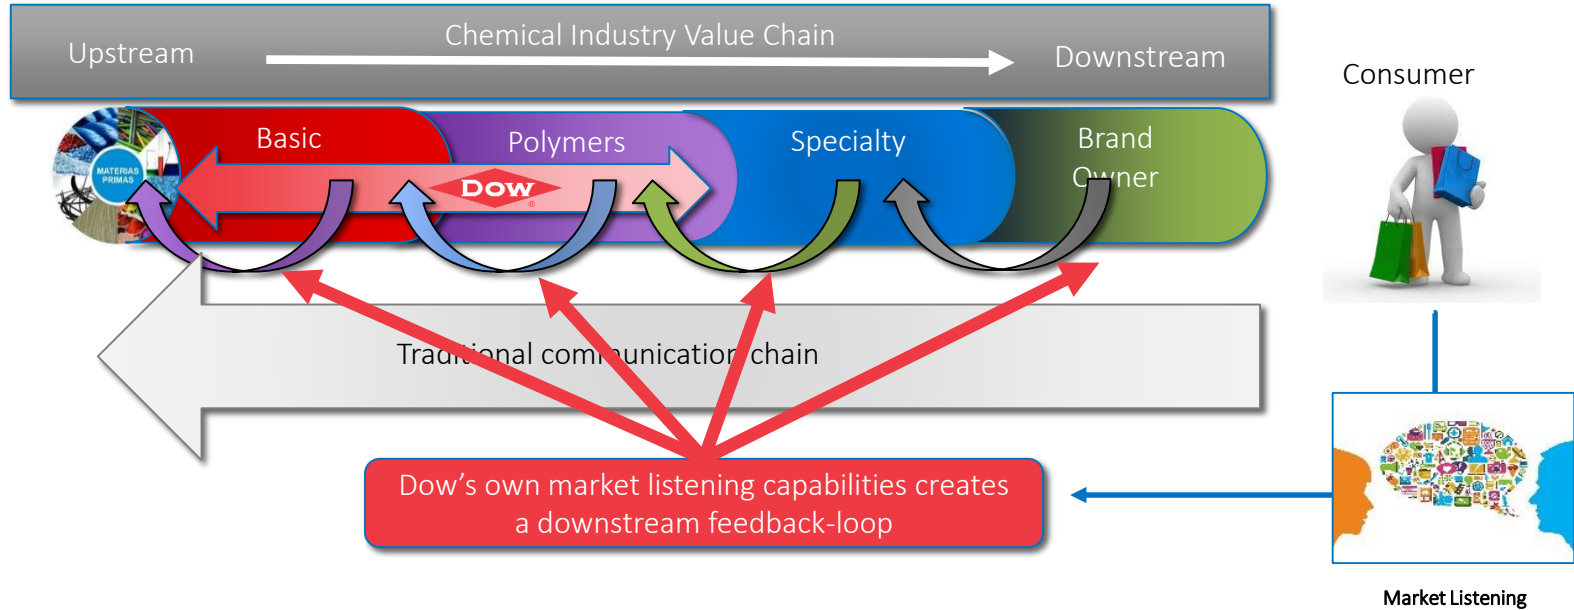 Chemical Industry Value Chain
Upstream
Downstream
Consumer
Basic
Polymers
Specialty
Brand
Owner
MATERIAS
PRIMAS
DOW
®
Traditional communication chain
Dow's own market listening capabilities creates
a downstream feedback-loop
Market Listening